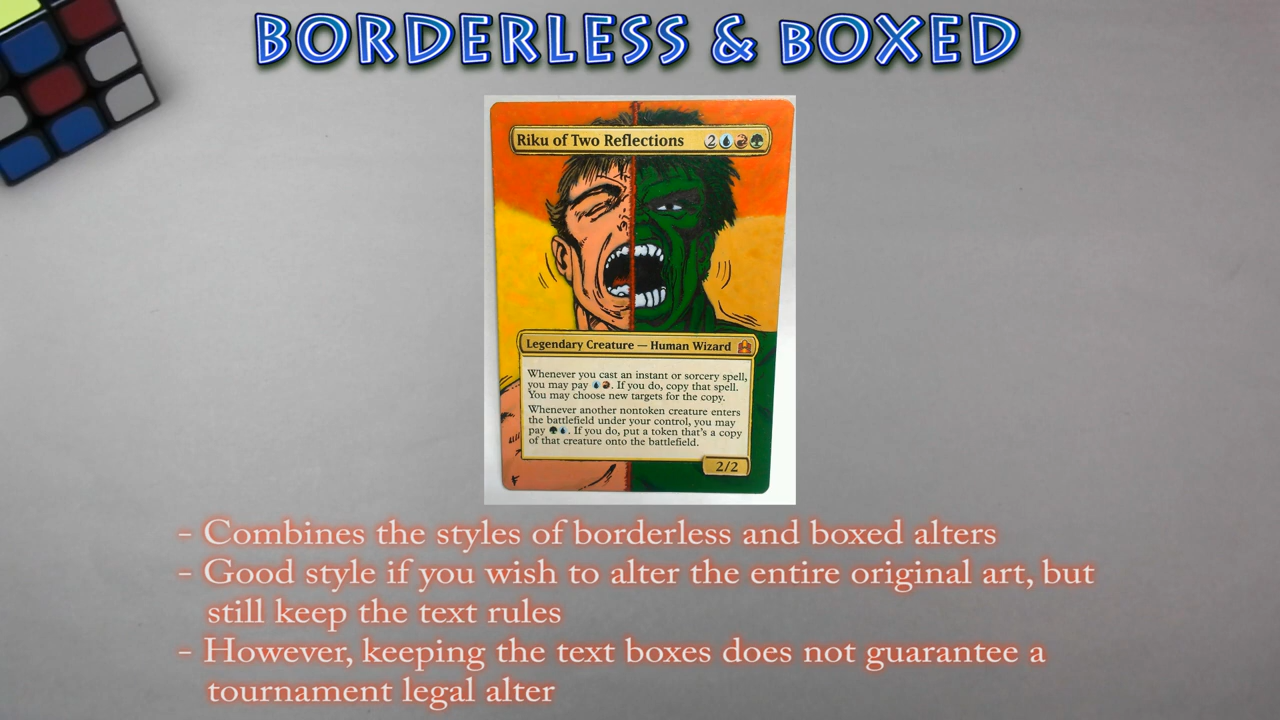 BORDERLESS & BOXED
Riku of Two Reflections 2
Legendary Creature — Human Wizard
Whenever you cast an instant or sorcery spell,
you may pay . If you do, copy that spell.
You may choose new targets for the copy.
Whenever another nontoken creature enters
the battlefield under your control, you may
pay . If you do, put a token that's a copy
of that creature onto the battlefield.
2/2
- Combines the styles of borderless and boxed alters
- Good style if you wish to alter the entire original art, but
still keep the text rules
- However, keeping the text boxes does not guarantee a
tournament legal alter